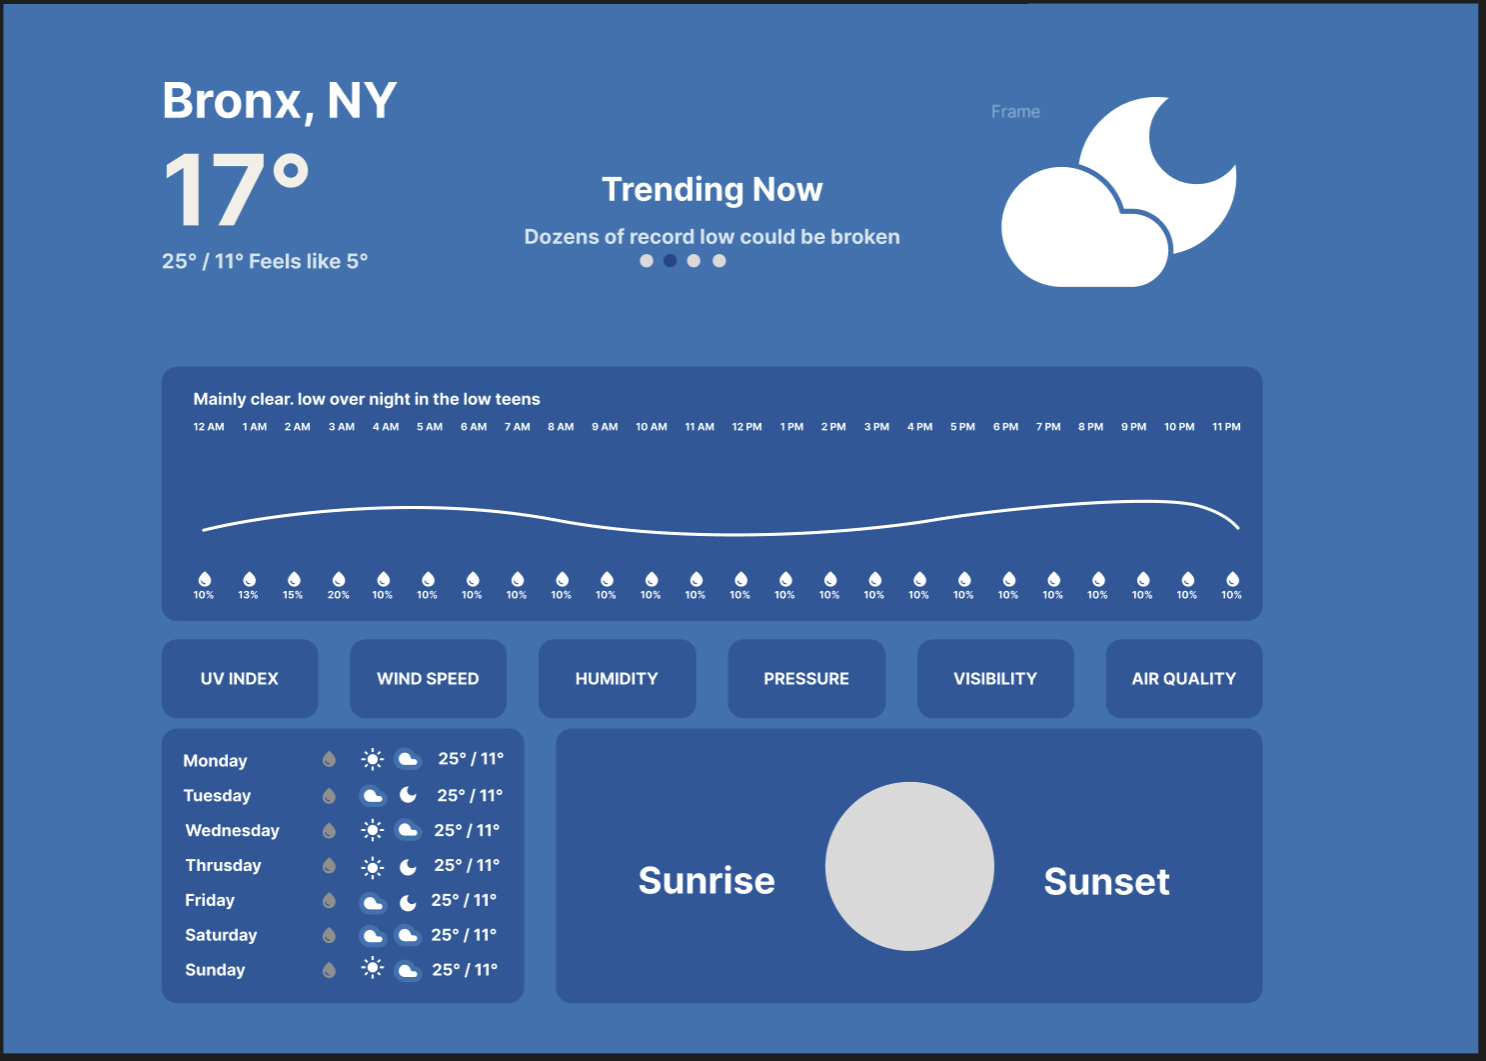 Bronx, NY
17°
25° / 11° Feels like 5°
Trending Now
Dozens of record low could be broken
Frame
Mainly clear. low over night in the low teens
12 AM 1 AM 2 AM 3 AM 4 AM 5 AM 6 AM 7 AM 8 AM 9 AM 10 AM 11 AM 12 PM 1 PM 2 PM 3 PM 4 PM 5 PM 6 PM 7 PM 8 PM 9 PM 10 PM 11 PM
10% 13% 15% 20% 10% 10% 10% 10% 10% 10% 10% 10% 10% 10% 10% 10% 10% 10% 10% 10% 10% 10% 10% 10%
UV INDEX WIND SPEED HUMIDITY PRESSURE VISIBILITY AIR QUALITY
Monday 25° / 11°
Tuesday 25° / 11°
Wednesday 25° / 11°
Thrusday 25° / 11°
Friday 25° / 11°
Saturday 25° / 11°
Sunday 25° / 11°
Sunrise
Sunset